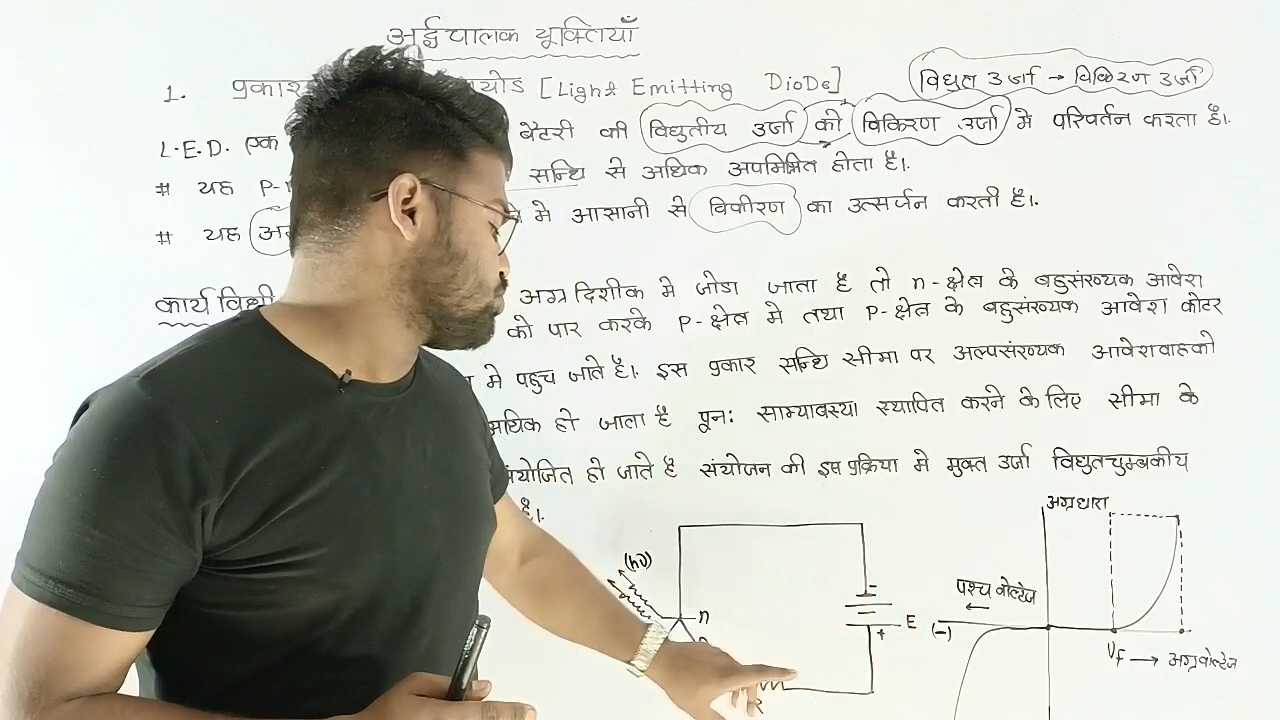 अर्द्धचालक यूक्तियाँ
1. प्रकाश योड [Light Emitting DioDe]
विधुत उर्जा → विकिरण उर्जा
L.E.D. एक बैटरी की विधुतीय उर्जा को विकिरण उर्जा मे परिवर्तन करता है।
# यह P- सन्धि से अधिक अपमिश्रित होता है।
# यह मे आसानी से विकीरण का उत्सर्जन करती है।
कार्य विधी अग्र दिशीक मे जोडा जाता है तो n-क्षेत्र के बहुसंख्यक आवेश
को पार करके P-क्षेत्र मे तथा P-क्षेत्र के बहुसंख्यक आवेश कोटर
मे पहुच जाते है। इस प्रकार सन्धि सीमा पर अल्पसंख्यक आवेशवाहको
अधिक हो जाता है पून: साम्यावस्था स्थापित करने के लिए सीमा के
संयोजित हो जाते है संयोजन की इस प्रक्रिया मे मुक्त उर्जा विधुतचुम्बकीय
है।
(hν)
n
E
+
-
R
अग्रधारा
पश्च वोल्टेज
←
(-)
VF → अग्रवोल्टेज